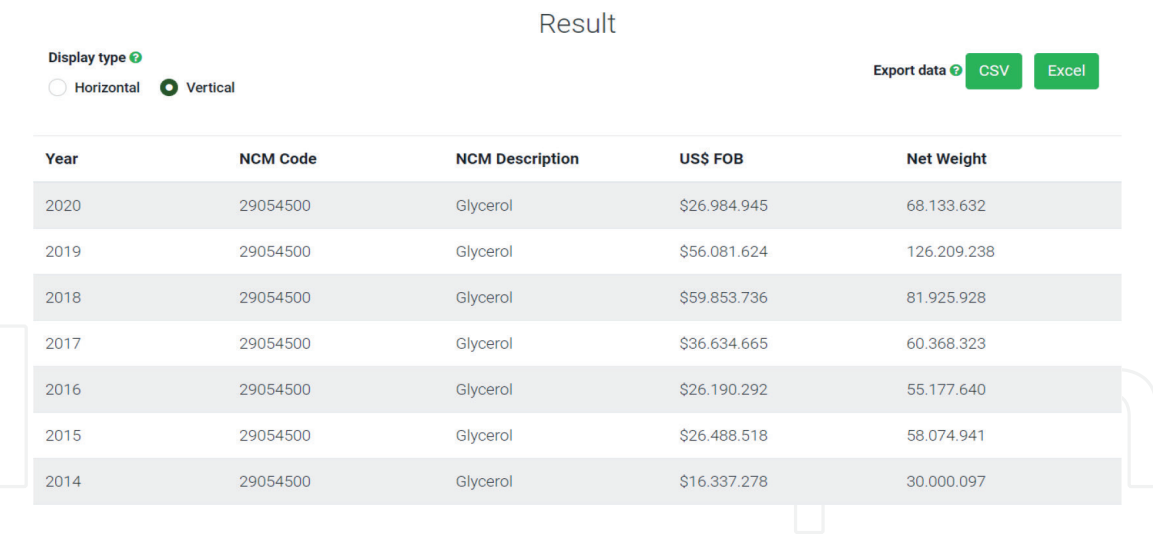 Result
Display type ?
Horizontal Vertical
Export data ? CSV Excel
Year NCM Code NCM Description US$ FOB Net Weight
2020 29054500 Glycerol $26.984.945 68.133.632
2019 29054500 Glycerol $56.081.624 126.209.238
2018 29054500 Glycerol $59.853.736 81.925.928
2017 29054500 Glycerol $36.634.665 60.368.323
2016 29054500 Glycerol $26.190.292 55.177.640
2015 29054500 Glycerol $26.488.518 58.074.941
2014 29054500 Glycerol $16.337.278 30.000.097